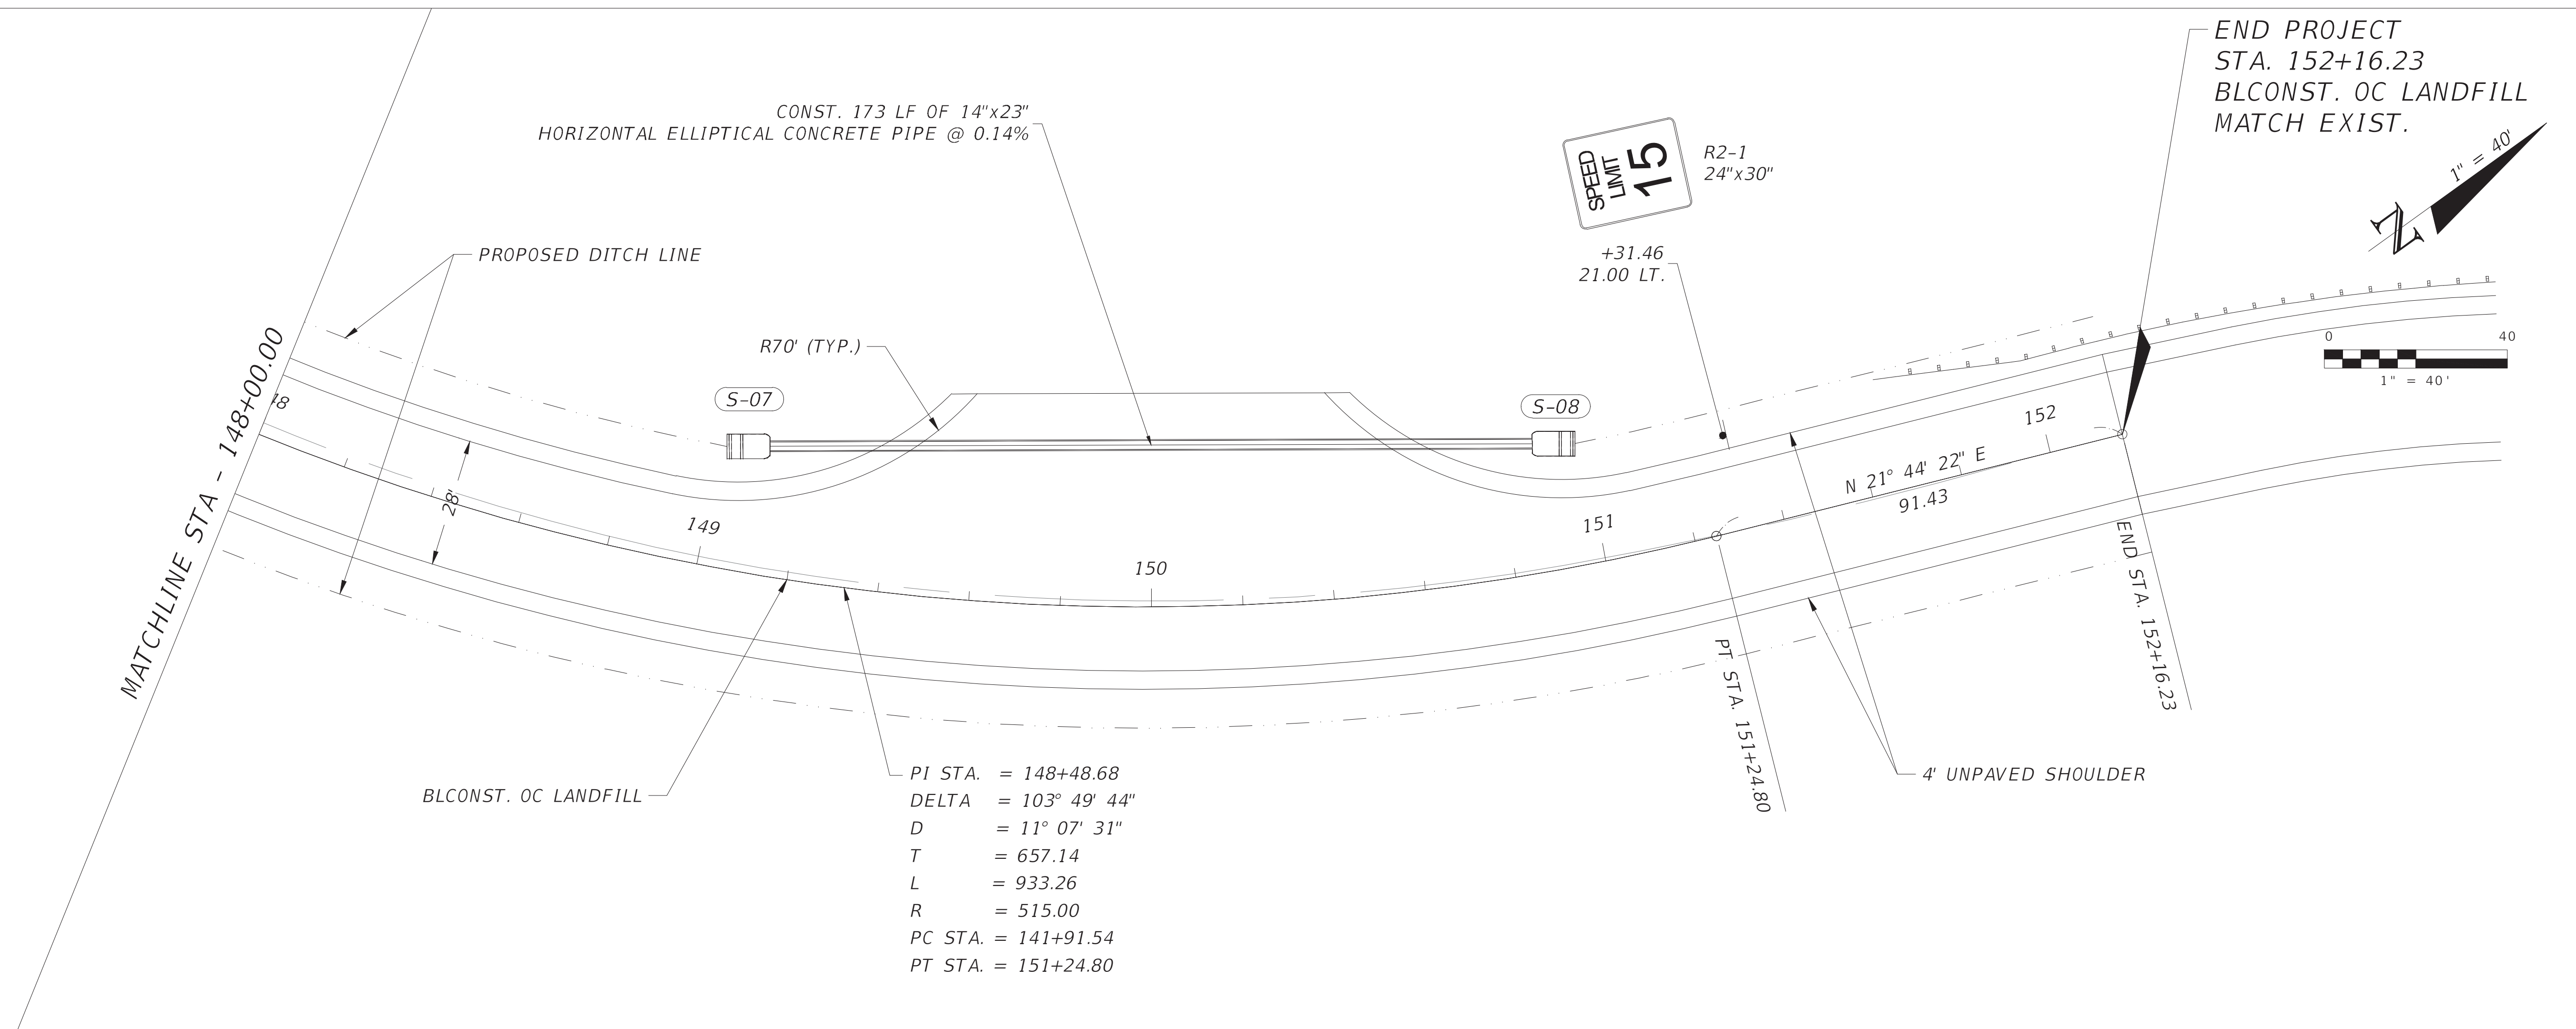 END PROJECT
STA. 152+16.23
BLCONST. OC LANDFILL
MATCH EXIST.
1" = 40'
N
CONST. 173 LF OF 14"x23"
HORIZONTAL ELLIPTICAL CONCRETE PIPE @ 0.14%
SPEED
LIMIT
15
R2-1
24"x30"
PROPOSED DITCH LINE
+31.46
21.00 LT.
R70' (TYP.)
S-07
S-08
0 40
1" = 40'
MATCHLINE STA - 148+00.00
48
28'
149
150
151
152
N 21° 44' 22" E
91.43
END STA. 152+16.23
PT STA. 151+24.80
BLCONST. OC LANDFILL
4' UNPAVED SHOULDER
PI STA. = 148+48.68
DELTA = 103° 49' 44"
D = 11° 07' 31"
T = 657.14
L = 933.26
R = 515.00
PC STA. = 141+91.54
PT STA. = 151+24.80